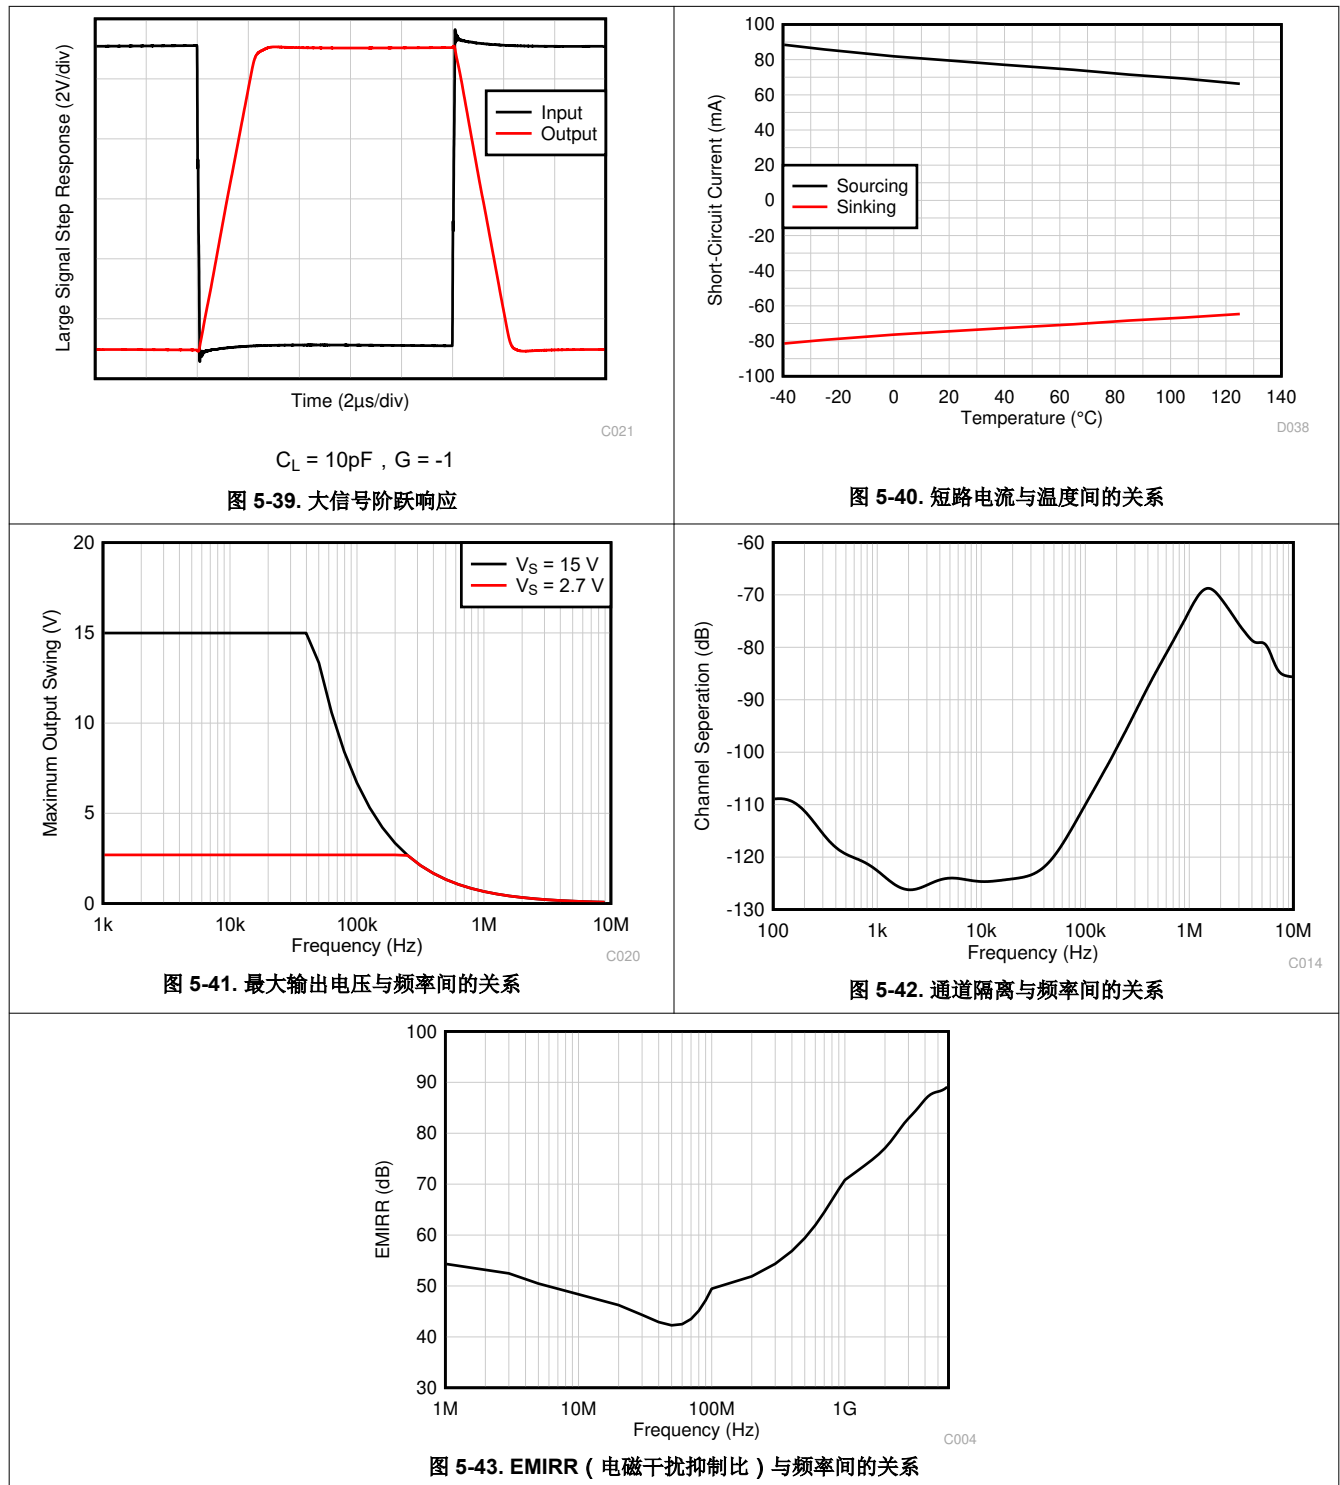 Large Signal Step Response (2V/div)
Input
Output
Time (2μs/div)
C021
CL = 10pF，G = -1
图 5-39. 大信号阶跃响应
Short-Circuit Current (mA)
100
80
60
40
20
0
-20
-40
-60
-80
-100
Sourcing
Sinking
-40 -20 0 20 40 60 80 100 120 140
Temperature (°C)
D038
图 5-40. 短路电流与温度间的关系
Maximum Output Swing (V)
20
15
10
5
0
VS = 15 V
VS = 2.7 V
1k 10k 100k 1M 10M
Frequency (Hz)
C020
图 5-41. 最大输出电压与频率间的关系
Channel Seperation (dB)
-60
-70
-80
-90
-100
-110
-120
-130
100 1k 10k 100k 1M 10M
Frequency (Hz)
C014
图 5-42. 通道隔离与频率间的关系
EMIRR (dB)
100
90
80
70
60
50
40
30
1M 10M 100M 1G
Frequency (Hz)
C004
图 5-43. EMIRR（电磁干扰抑制比）与频率间的关系